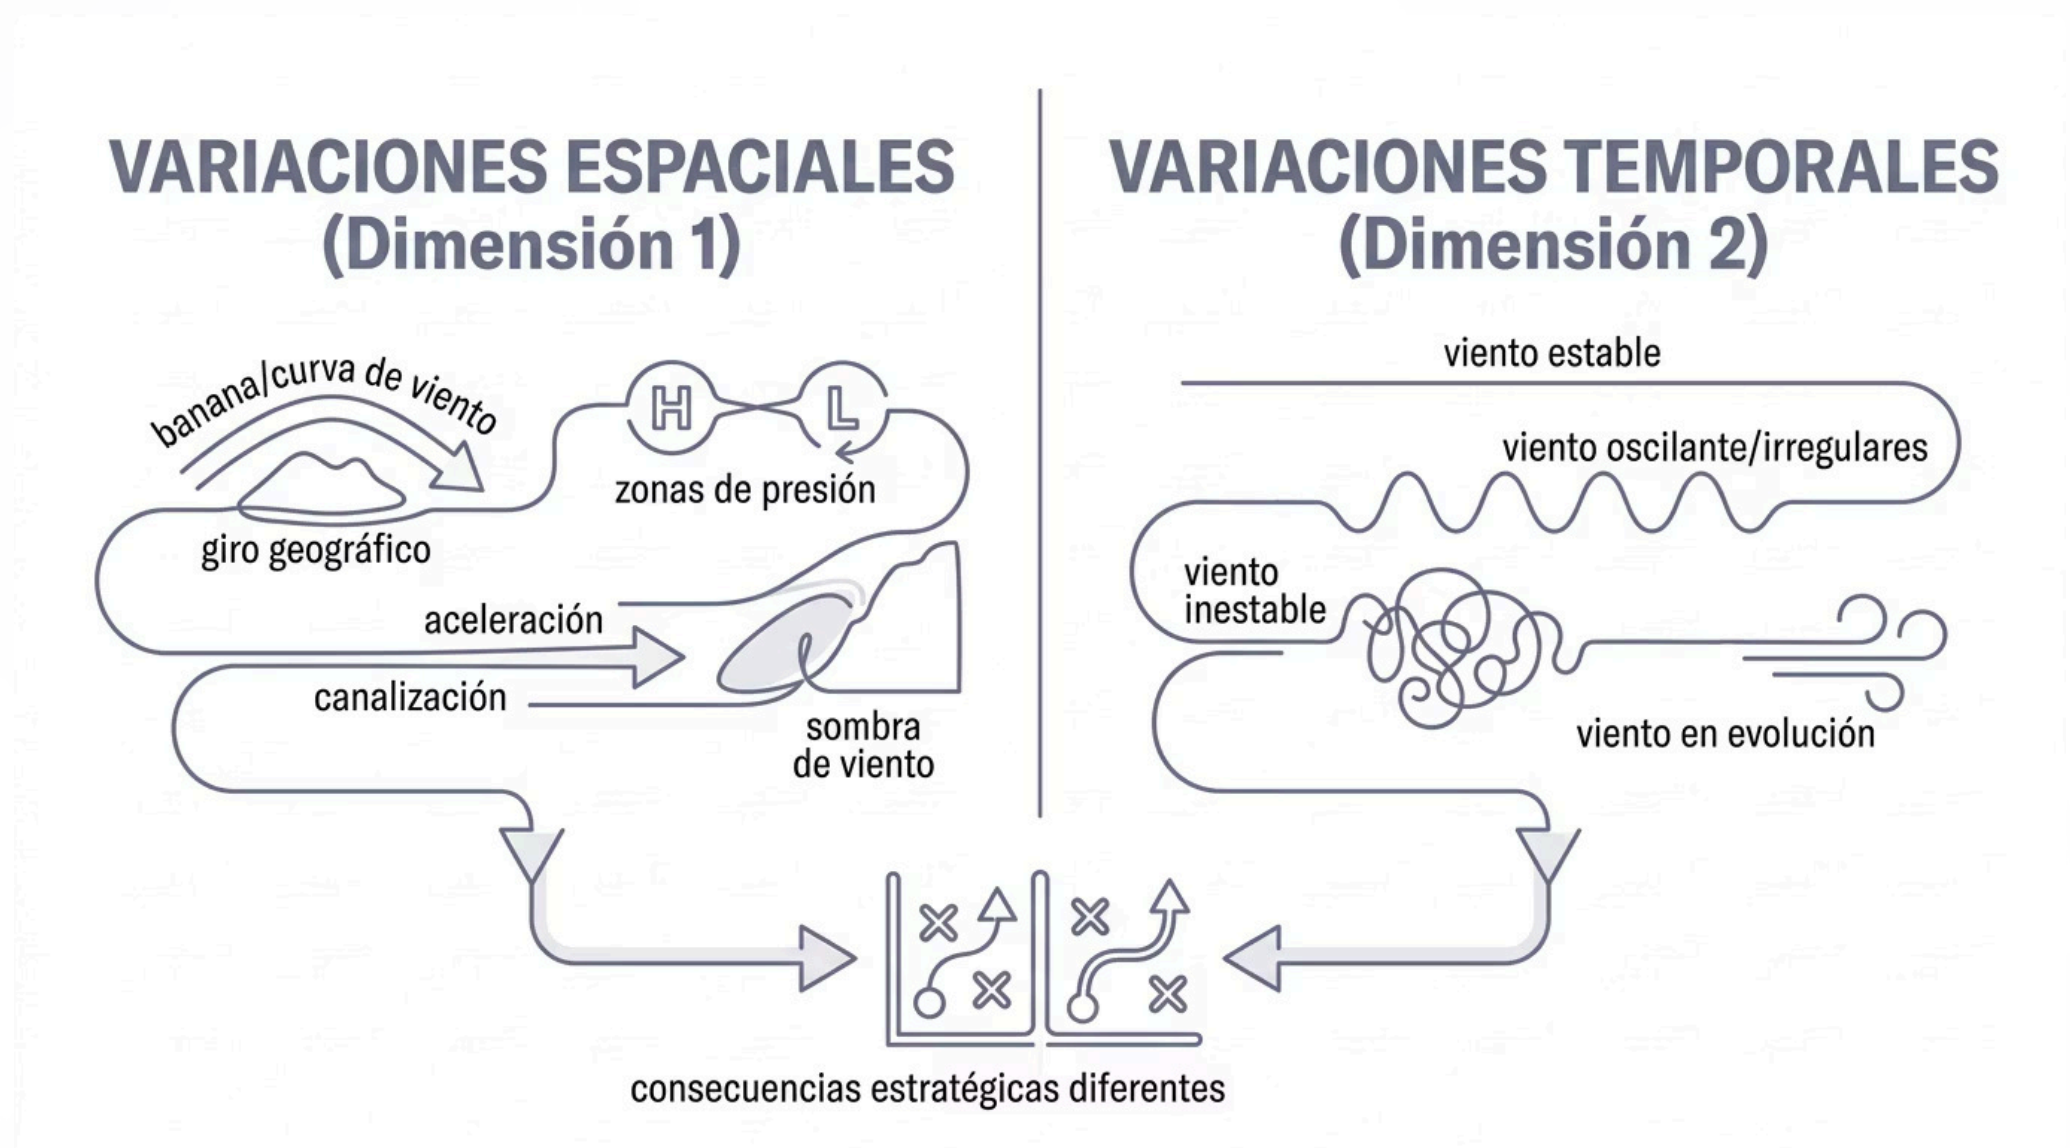 VARIACIONES ESPACIALES
(Dimensión 1)
banana/curva de viento
giro geográfico
H
L
zonas de presión
aceleración
canalización
sombra
de viento
VARIACIONES TEMPORALES
(Dimensión 2)
viento estable
viento oscilante/irregulares
viento
inestable
viento en evolución
consecuencias estratégicas diferentes